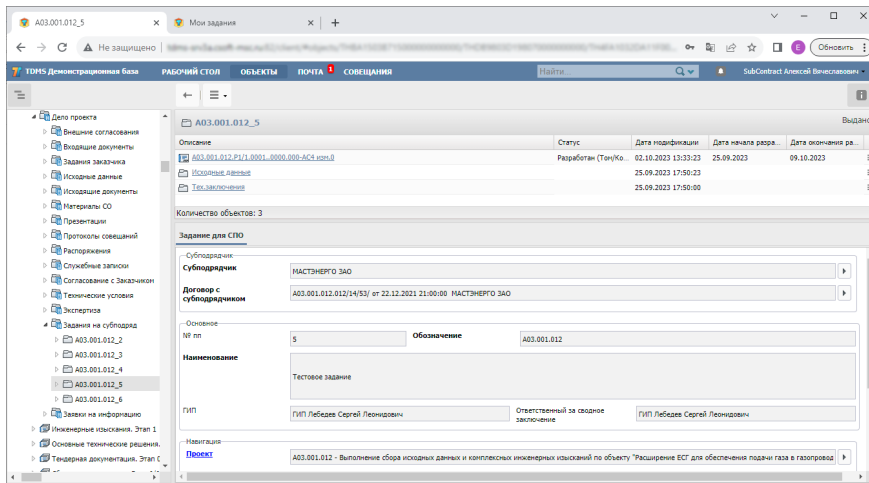 A03.001.012_5
Мои задания
Не защищено
E
Обновить
TDMS Демонстрационная база
РАБОЧИЙ СТОЛ
ОБЪЕКТЫ
ПОЧТА 1
СОВЕЩАНИЯ
Найти...
SubContract Алексей Вячеславович
Дело проекта
Внешние согласования
Входящие документы
Задания заказчика
Исходные данные
Исходящие документы
Материалы СО
Презентации
Протоколы совещаний
Распоряжения
Служебные записки
Согласование с Заказчиком
Технические условия
Экспертиза
Задания на субподряд
A03.001.012_2
A03.001.012_3
A03.001.012_4
A03.001.012_5
A03.001.012_6
Заявки на информацию
Инженерные изыскания. Этап 1
Основные технические решения.
Тендерная документация. Этап
A03.001.012_5
Выдано
Описание Статус Дата модификации Дата начала разра... Дата окончания ра...
A03.001.012.P1/1.0001..0000.000-АС4 изм.0 Разработан (Том/Ко... 02.10.2023 13:33:23 25.09.2023 09.10.2023
Исходные данные 25.09.2023 17:50:23
Тех.заключения 25.09.2023 17:50:00
Количество объектов: 3
Задание для СПО
Субподрядчик
Субподрядчик
МАСТЭНЕРГО ЗАО
Договор с субподрядчиком
A03.001.012.012/14/53/ от 22.12.2021 21:00:00 МАСТЭНЕРГО ЗАО
Основное
№ пп
5
Обозначение
A03.001.012
Наименование
Тестовое задание
ГИП
ГИП Лебедев Сергей Леонидович
Ответственный за сводное заключение
ГИП Лебедев Сергей Леонидович
Навигация
Проект
A03.001.012 - Выполнение сбора исходных данных и комплексных инженерных изысканий по объекту "Расширение ЕСГ для обеспечения подачи газа в газопровод